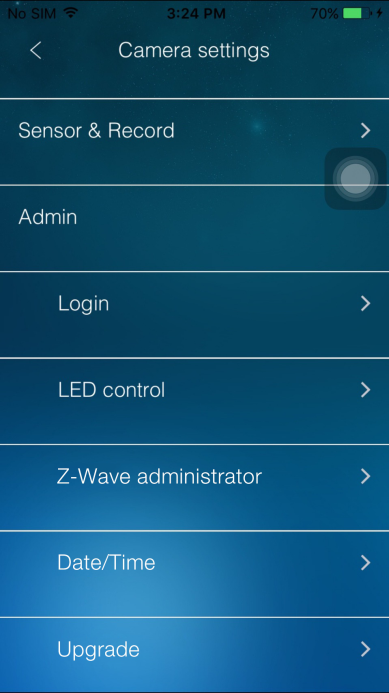 No SIM 3:24 PM 70%
Camera settings
Sensor & Record
Admin
Login
LED control
Z-Wave administrator
Date/Time
Upgrade